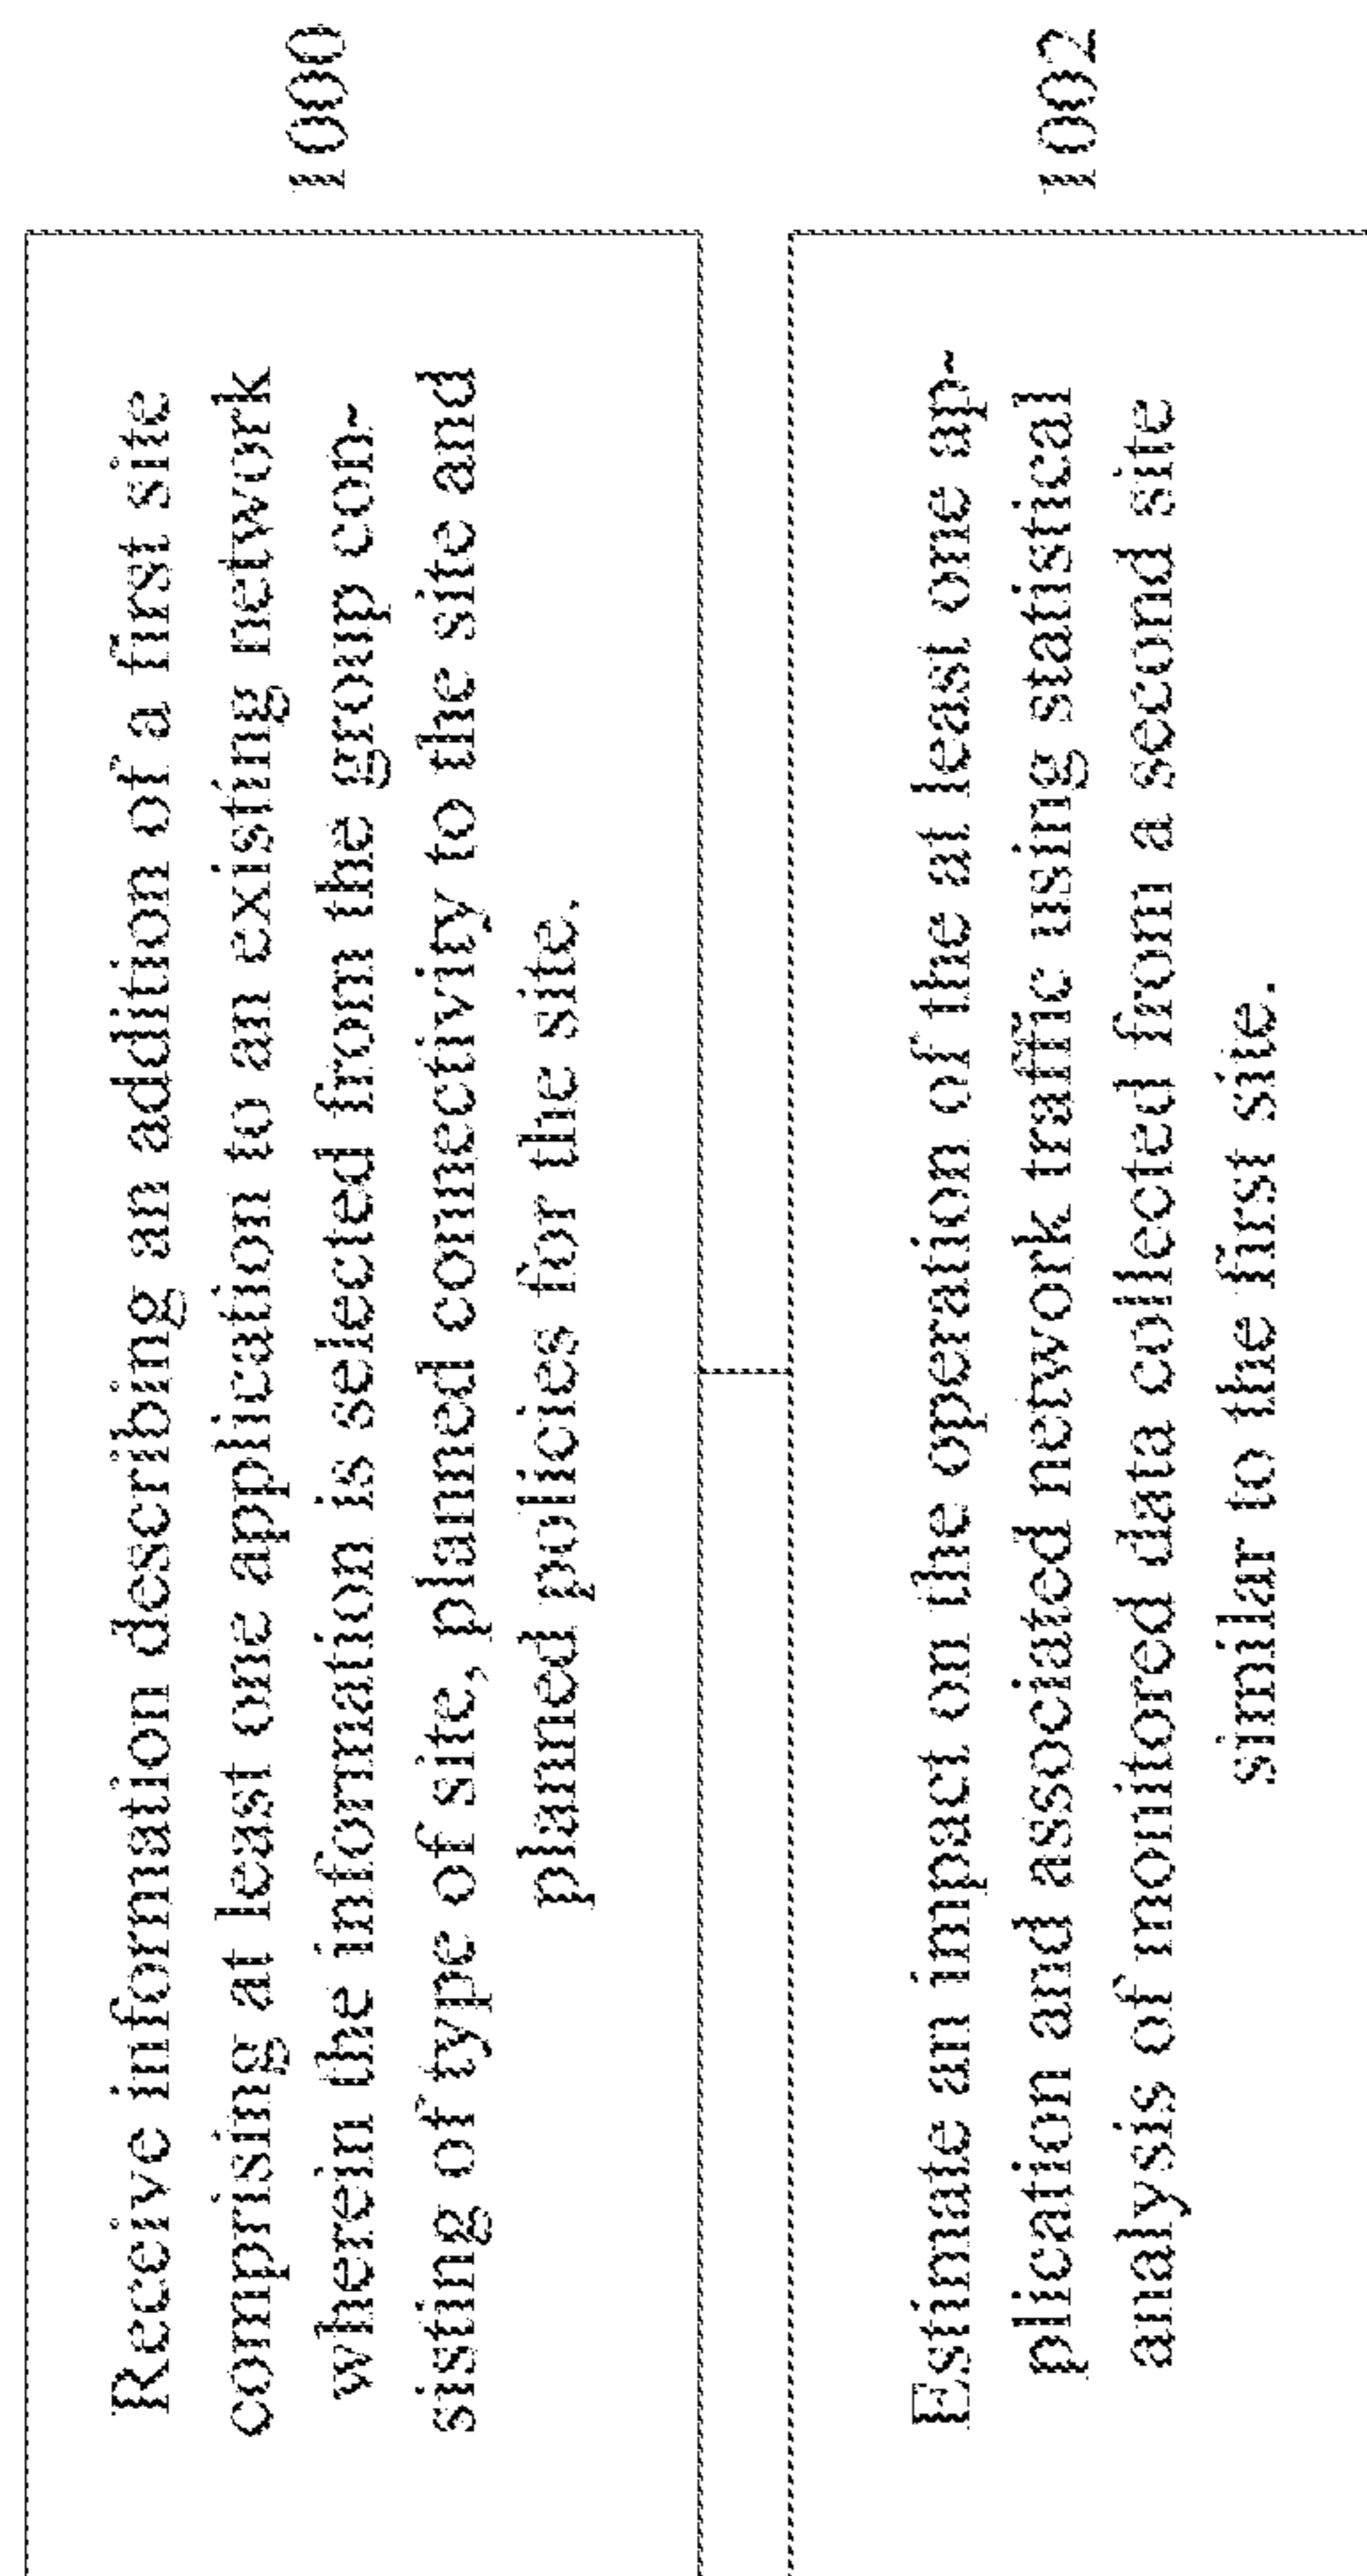 Receive information describing an addition of a first site
comprising at least one application to an existing network
wherein the information is selected from the group con-
sisting of type of site, planned connectivity to the site and
planned policies for the site.
1000
Estimate an impact on the operation of the at least one ap-
plication and associated network traffic using statistical
analysis of monitored data collected from a second site
similar to the first site.
1002